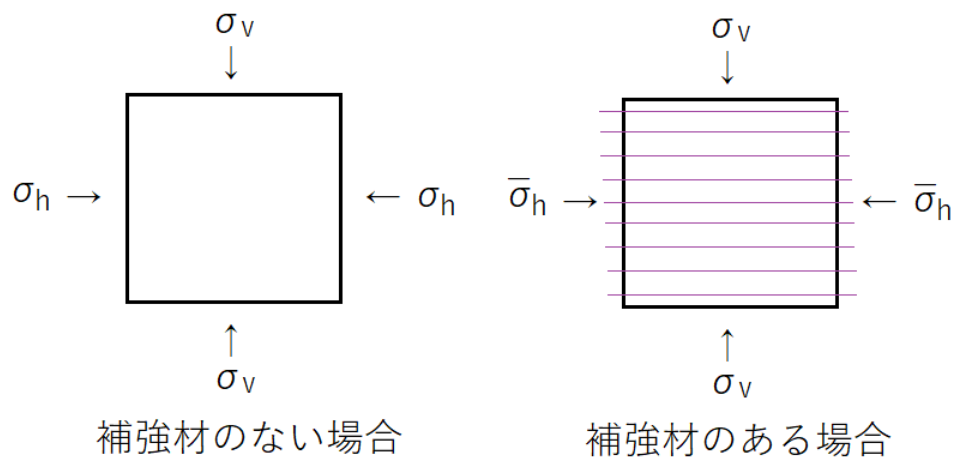 σv
σv
σh → ← σh
σ̅h → ← σ̅h
σv
σv
補強材のない場合
補強材のある場合